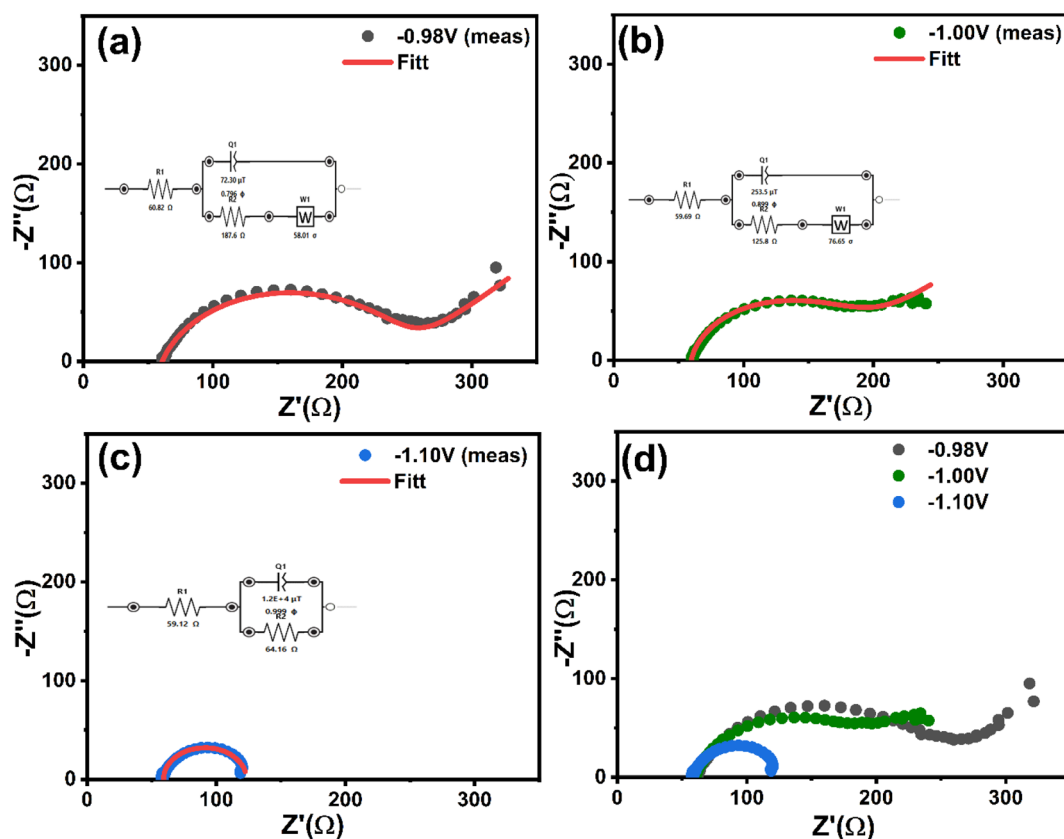 (a)
-0.98V (meas)
Fitt
-Z''(Ω)
300
200
100
0
Q1
72.30 μT
0.796 ϕ
R1
60.82 Ω
R2
187.6 Ω
W1
W
58.01 σ
0 100 200 300
Z'(Ω)
(b)
-1.00V (meas)
Fitt
-Z''(Ω)
300
200
100
0
Q1
253.5 μT
0.899 ϕ
R1
59.69 Ω
R2
125.8 Ω
W1
W
76.65 σ
0 100 200 300
Z'(Ω)
(c)
-1.10V (meas)
Fitt
-Z''(Ω)
300
200
100
0
Q1
1.2E+4 μT
0.999 ϕ
R1
59.12 Ω
R2
64.16 Ω
0 100 200 300
Z'(Ω)
(d)
-0.98V
-1.00V
-1.10V
-Z''(Ω)
300
200
100
0
0 100 200 300
Z'(Ω)